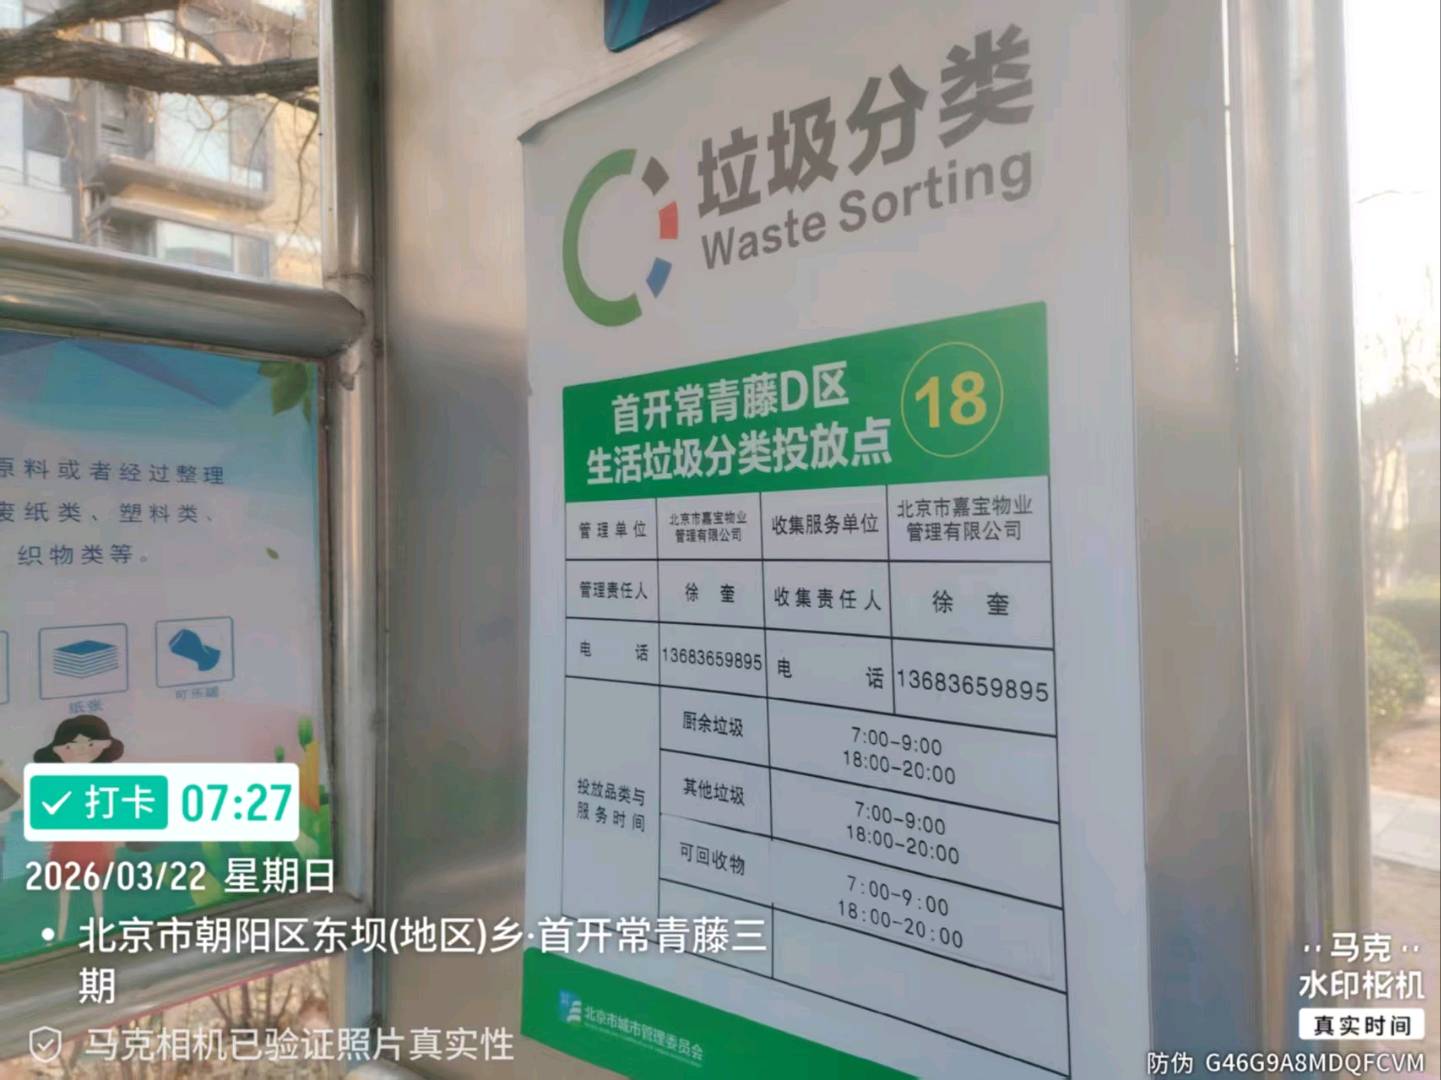 垃圾分类
Waste Sorting
首开常青藤D区
生活垃圾分类投放点
18
管理单位
北京市嘉宝物业
管理有限公司
收集服务单位
北京市嘉宝物业
管理有限公司
管理责任人
徐 奎
收集责任人
徐 奎
电 话
13683659895
电 话
13683659895
投放品类与
服务时间
厨余垃圾
7:00-9:00
18:00-20:00
其他垃圾
7:00-9:00
18:00-20:00
可回收物
7:00-9:00
18:00-20:00
北京市城市管理委员会
原料或者经过整理
废纸类、塑料类、
织物类等。
纸张
打卡 07:27
2026/03/22 星期日
北京市朝阳区东坝(地区)乡·首开常青藤三
期
马克相机已验证照片真实性
马克
水印相机
真实时间
防伪 G46G9A8MDQFCVM